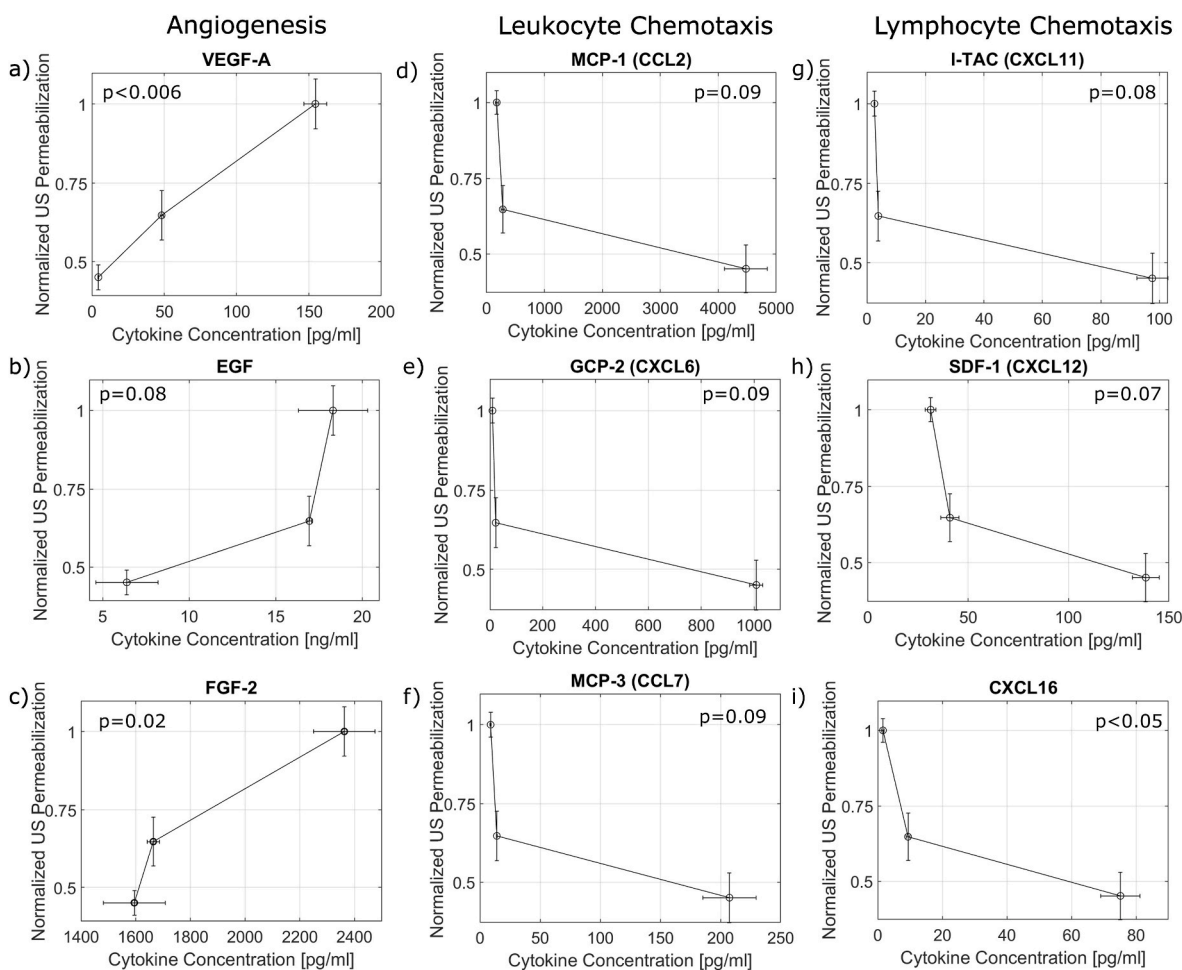 Angiogenesis
Leukocyte Chemotaxis
Lymphocyte Chemotaxis
a)
VEGF-A
p<0.006
Normalized US Permeabilization
1
0.75
0.5
0
50
100
150
200
Cytokine Concentration [pg/ml]
d)
MCP-1 (CCL2)
p=0.09
Normalized US Permeabilization
1
0.75
0.5
0
1000
2000
3000
4000
5000
Cytokine Concentration [pg/ml]
g)
I-TAC (CXCL11)
p=0.08
Normalized US Permeabilization
1
0.75
0.5
0
20
40
60
80
100
Cytokine Concentration [pg/ml]
b)
EGF
p=0.08
Normalized US Permeabilization
1
0.75
0.5
5
10
15
20
Cytokine Concentration [ng/ml]
e)
GCP-2 (CXCL6)
p=0.09
Normalized US Permeabilization
1
0.75
0.5
0
200
400
600
800
1000
Cytokine Concentration [pg/ml]
h)
SDF-1 (CXCL12)
p=0.07
Normalized US Permeabilization
1
0.75
0.5
0
50
100
150
Cytokine Concentration [pg/ml]
c)
FGF-2
p=0.02
Normalized US Permeabilization
1
0.75
0.5
1400
1600
1800
2000
2200
2400
Cytokine Concentration [pg/ml]
f)
MCP-3 (CCL7)
p=0.09
Normalized US Permeabilization
1
0.75
0.5
0
50
100
150
200
250
Cytokine Concentration [pg/ml]
i)
CXCL16
p<0.05
Normalized US Permeabilization
1
0.75
0.5
0
20
40
60
80
Cytokine Concentration [pg/ml]